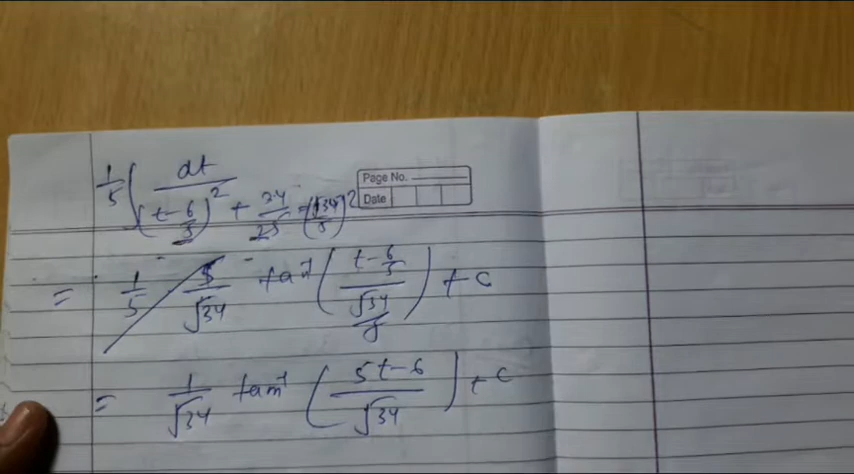 1/5 ∫ dt / ((t - 6/5)² + 34/25 = (√34/5)²)
Page No.
Date
= 1/5 5/√34 tan⁻¹ ((t - 6/5) / (√34/5)) + c
= 1/√34 tan⁻¹ ((5t - 6) / √34) + c